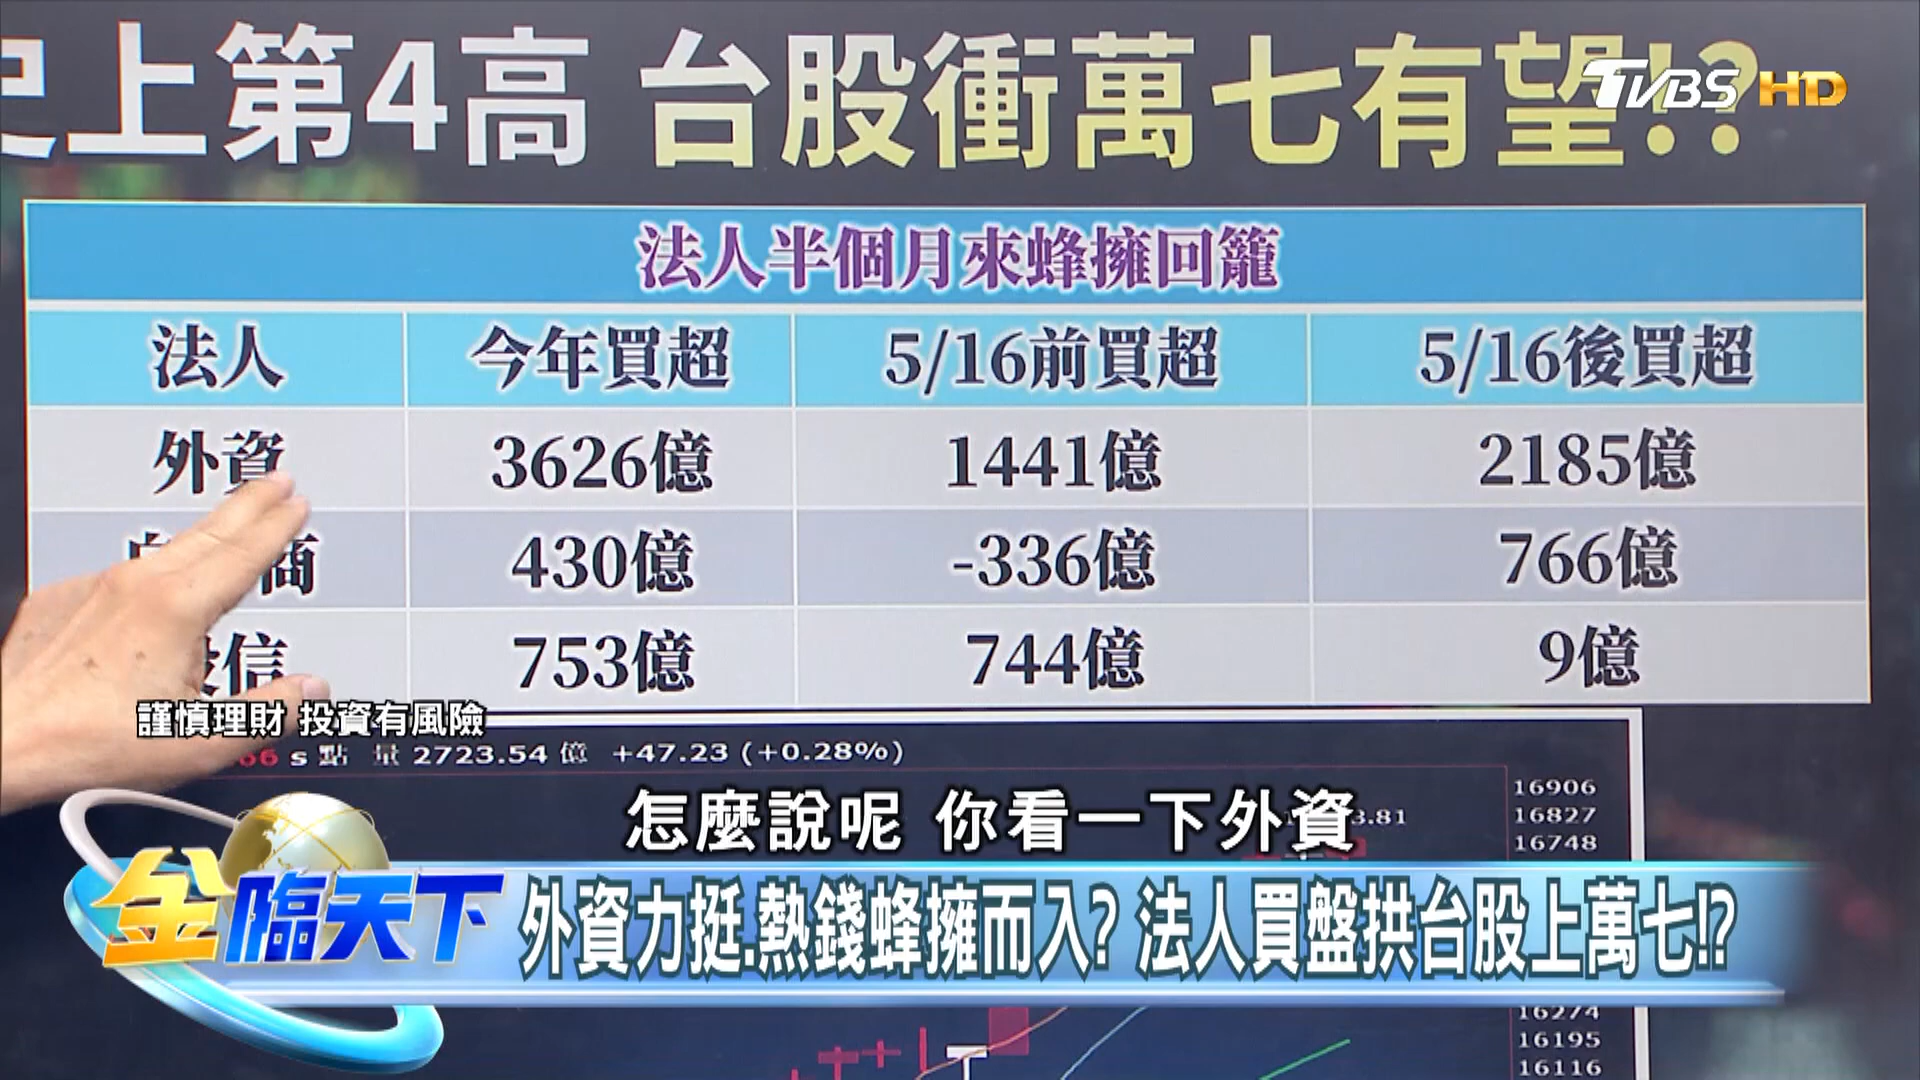 史上第4高 台股衝萬七有望!?
TVBS HD
法人半個月來蜂擁回籠
法人 今年買超 5/16前買超 5/16後買超
外資 3626億 1441億 2185億
商 430億 -336億 766億
投信 753億 744億 9億
謹慎理財 投資有風險
66 s 點 量 2723.54 億 +47.23 (+0.28%)
16906
3.81
16827
16748
怎麼說呢 你看一下外資
金臨天下
外資力挺.熱錢蜂擁而入? 法人買盤拱台股上萬七!?
16274
16195
16116